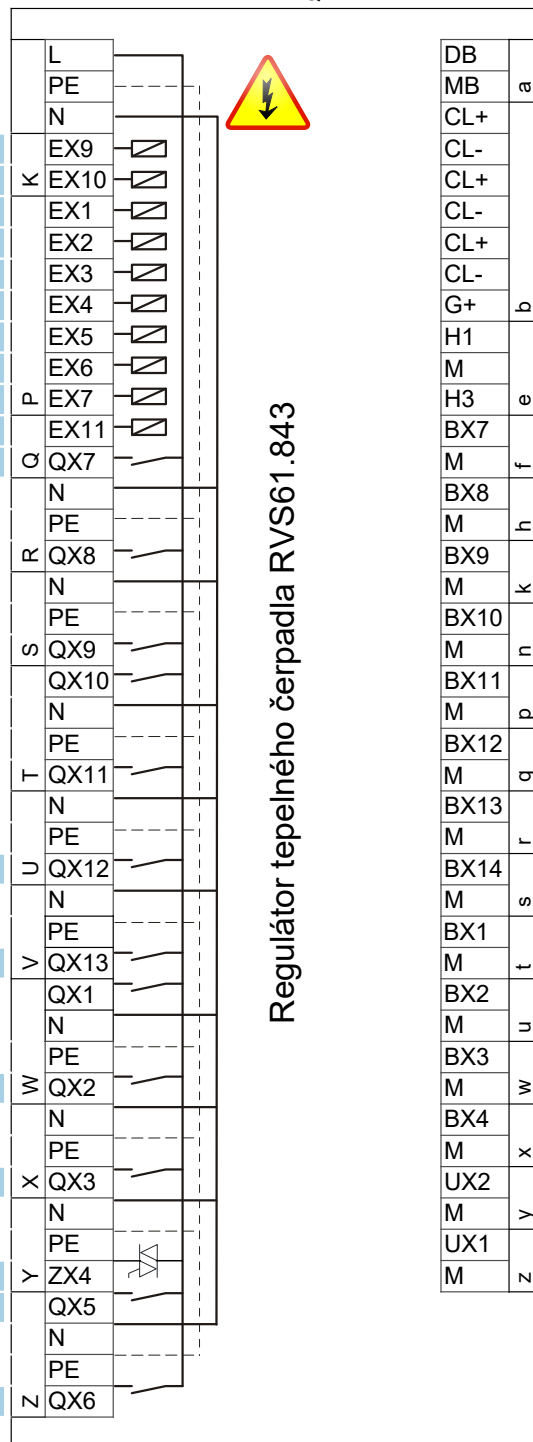 L
PE
N
EX9
K EX10
EX1
EX2
EX3
EX4
EX5
EX6
P EX7
EX11
Q QX7
N
PE
R QX8
N
PE
S QX9
QX10
N
PE
T QX11
N
PE
U QX12
N
PE
V QX13
QX1
N
PE
W QX2
N
PE
X QX3
N
PE
Y ZX4
QX5
N
PE
Z QX6
Regulátor tepelného čerpadla RVS61.843
DB
MB a
CL+
CL-
CL+
CL-
CL+
CL-
G+ b
H1
M
H3 e
BX7
M f
BX8
M h
BX9
M k
BX10
M n
BX11
M p
BX12
M q
BX13
M r
BX14
M s
BX1
M t
BX2
M u
BX3
M w
BX4
M x
UX2
M y
UX1
M z